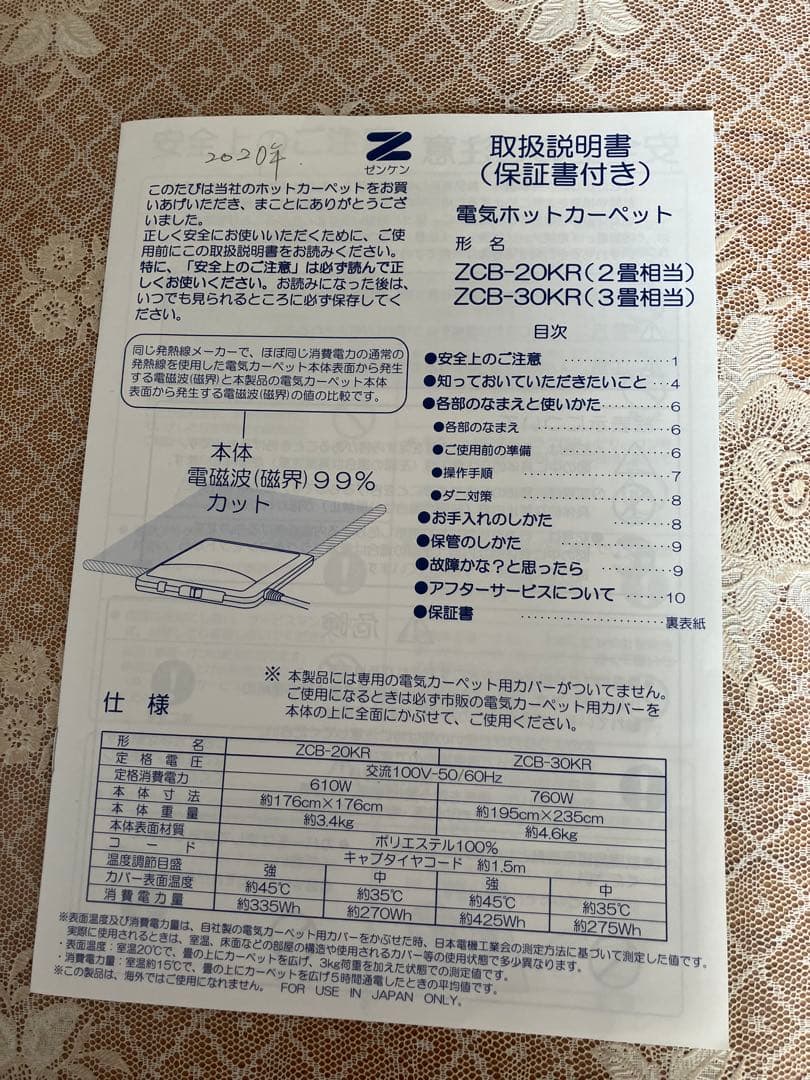 2020年.
ゼンケン
このたびは当社のホットカーペットをお買
いあげいただき、まことにありがとうござ
いました。
正しく安全にお使いいただくために、ご使
用前にこの取扱説明書をお読みください。
特に、「安全上のご注意」は必ず読んで正
しくお使いください。お読みになった後は、
いつでも見られるところに必ず保存してく
ださい。
同じ発熱線メーカーで、ほぼ同じ消費電力の通常の
発熱線を使用した電気カーペット本体表面から発生
する電磁波(磁界)と本製品の電気カーペット本体
表面から発生する電磁波(磁界)の値の比較です。
本体
電磁波(磁界)99%
カット
取扱説明書
(保証書付き)
電気ホットカーペット
形 名
ZCB-20KR(2畳相当)
ZCB-30KR(3畳相当)
目次
●安全上のご注意 ……………1
●知っておいていただきたいこと…4
●各部のなまえと使いかた………6
●各部のなまえ ………………6
●ご使用前の準備 ……………6
●操作手順 ……………………7
●ダニ対策 ……………………8
●お手入れのしかた …………8
●保管のしかた ………………9
●故障かな?と思ったら ………9
●アフターサービスについて……10
●保証書 ……………………裏表紙
※ 本製品には専用の電気カーペット用カバーがついてません。
ご使用になるときは必ず市販の電気カーペット用カバーを
本体の上に全面にかぶせて、ご使用ください。
仕 様
形 名 ZCB-20KR ZCB-30KR
定格電圧 交流100V-50/60Hz
定格消費電力 610W 760W
本体寸法 約176cm×176cm 約195cm×235cm
本体重量 約3.4kg 約4.6kg
本体表面材質 ポリエステル100%
コード キャブタイヤコード 約1.5m
温度調節目盛 強 中 強 中
カバー表面温度 約45℃ 約35℃ 約45℃ 約35℃
消費電力量 約335Wh 約270Wh 約425Wh 約275Wh
※表面温度及び消費電力量は、自社製の電気カーペット用カバーをかぶせた時、日本電機工業会の測定方法に基づいて測定した値です。
実際に使用されるときは、室温、床面などの部屋の構造や使用されるカバー等の使用状態で多少異なります。
・表面温度：室温20℃で、畳の上にカーペットを広げ、3kg荷重を加えた状態での測定値です。
・消費電力量：室温約15℃で、畳の上にカーペットを広げ5時間通電したときの平均値です。
※この製品は、海外ではご使用になれません。 FOR USE IN JAPAN ONLY.